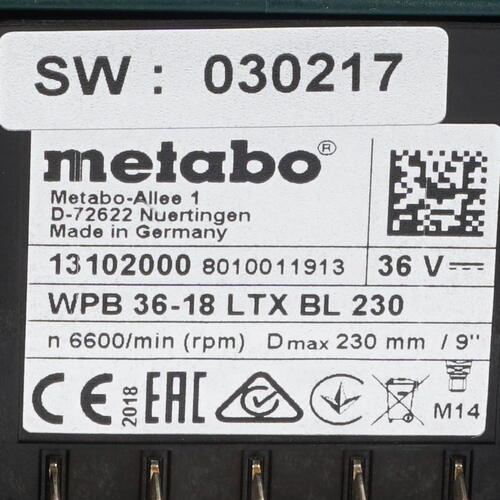 SW : 030217
metabo®
Metabo-Allee 1
D-72622 Nuertingen
Made in Germany
13102000 8010011913 36 V
WPB 36-18 LTX BL 230
n 6600/min (rpm) Dmax 230 mm / 9"
CE 2018 EAC M14